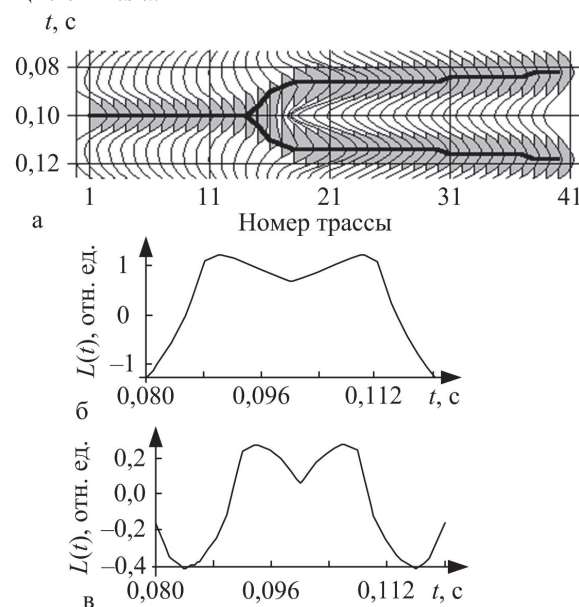 t, с
0,08
0,10
0,12
1 11 21 31 41
а Номер трассы
L(t), отн. ед.
1
0
–1
0,080 0,096 0,112 t, с
б
L(t), отн. ед.
0,2
0,0
–0,2
–0,4
0,080 0,096 0,112 t, с
в